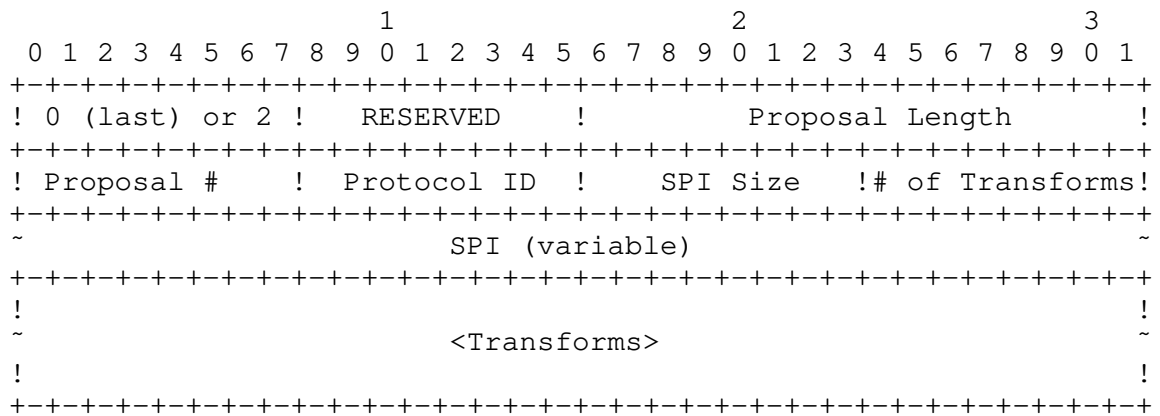 1                   2                   3
 0 1 2 3 4 5 6 7 8 9 0 1 2 3 4 5 6 7 8 9 0 1 2 3 4 5 6 7 8 9 0 1
+-+-+-+-+-+-+-+-+-+-+-+-+-+-+-+-+-+-+-+-+-+-+-+-+-+-+-+-+-+-+-+-+
! 0 (last) or 2 !   RESERVED    !         Proposal Length       !
+-+-+-+-+-+-+-+-+-+-+-+-+-+-+-+-+-+-+-+-+-+-+-+-+-+-+-+-+-+-+-+-+
! Proposal #    !  Protocol ID  !    SPI Size   !# of Transforms!
+-+-+-+-+-+-+-+-+-+-+-+-+-+-+-+-+-+-+-+-+-+-+-+-+-+-+-+-+-+-+-+-+
~                        SPI (variable)                         ~
+-+-+-+-+-+-+-+-+-+-+-+-+-+-+-+-+-+-+-+-+-+-+-+-+-+-+-+-+-+-+-+-+
!                                                               !
~                        <Transforms>                           ~
!                                                               !
+-+-+-+-+-+-+-+-+-+-+-+-+-+-+-+-+-+-+-+-+-+-+-+-+-+-+-+-+-+-+-+-+